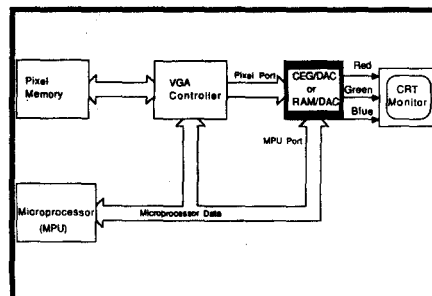 Pixel
Memory
VGA
Controller
Pixel Port
CEG/DAC
or
RAM/DAC
Red
Green
Blue
CRT
Monitor
MPU Port
Microprocessor
(MPU)
Microprocessor Data